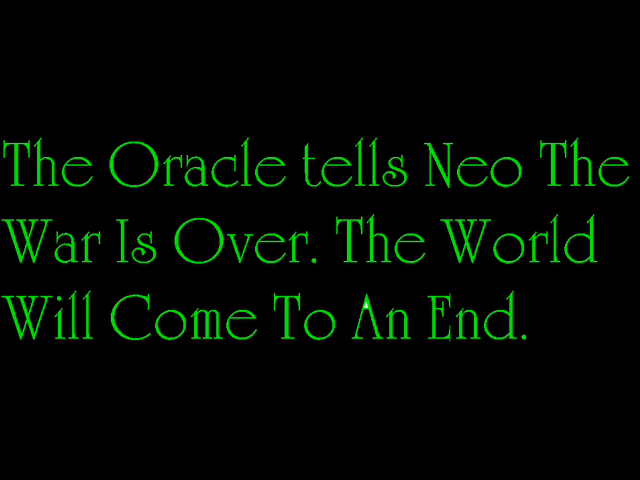 The Oracle tells Neo The
War Is Over. The World
Will Come To An End.